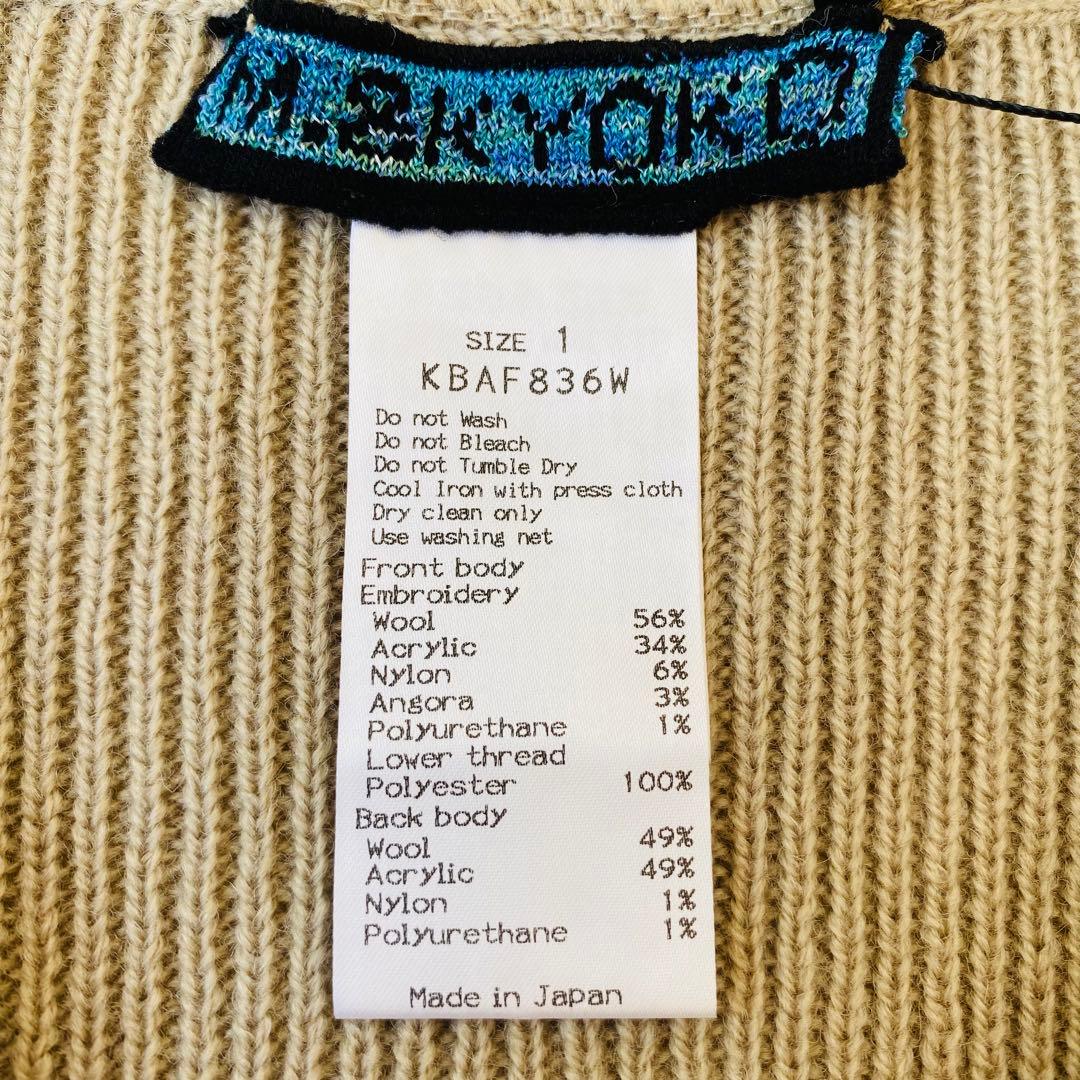 M.&KYOKO
SIZE 1
KBAF836W
Do not Wash
Do not Bleach
Do not Tumble Dry
Cool Iron with press cloth
Dry clean only
Use washing net
Front body
Embroidery
Wool 56%
Acrylic 34%
Nylon 6%
Angora 3%
Polyurethane 1%
Lower thread
Polyester 100%
Back body
Wool 49%
Acrylic 49%
Nylon 1%
Polyurethane 1%
Made in Japan